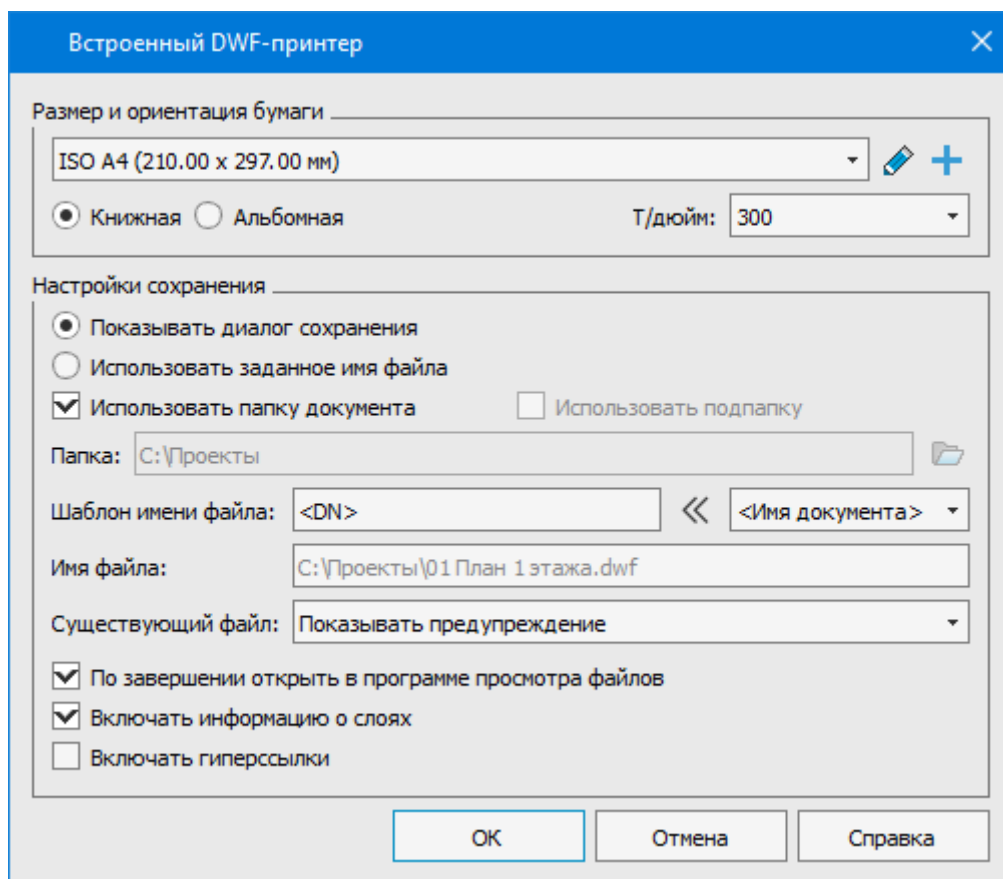 Встроенный DWF-принтер
Размер и ориентация бумаги
ISO A4 (210.00 x 297.00 мм)
Книжная Альбомная Т/дюйм: 300
Настройки сохранения
Показывать диалог сохранения
Использовать заданное имя файла
Использовать папку документа Использовать подпапку
Папка: C:\Проекты
Шаблон имени файла: <DN> <Имя документа>
Имя файла: C:\Проекты\01 План 1 этажа.dwf
Существующий файл: Показывать предупреждение
По завершении открыть в программе просмотра файлов
Включать информацию о слоях
Включать гиперссылки
ОК Отмена Справка